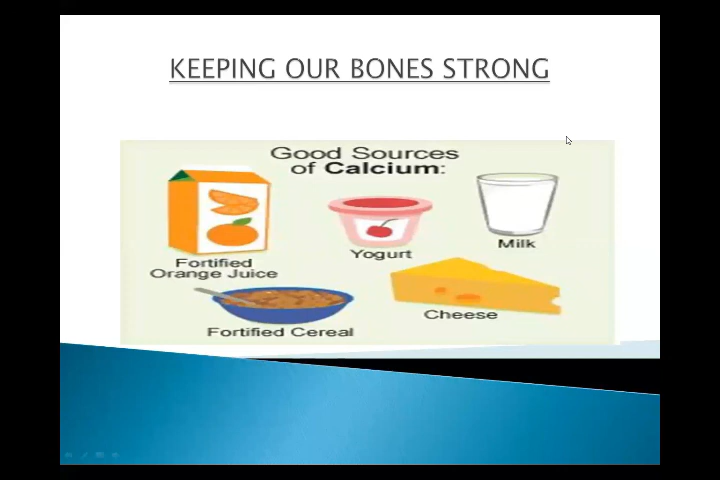 KEEPING OUR BONES STRONG
Good Sources
of Calcium:
Fortified
Orange Juice
Yogurt
Milk
Fortified Cereal
Cheese